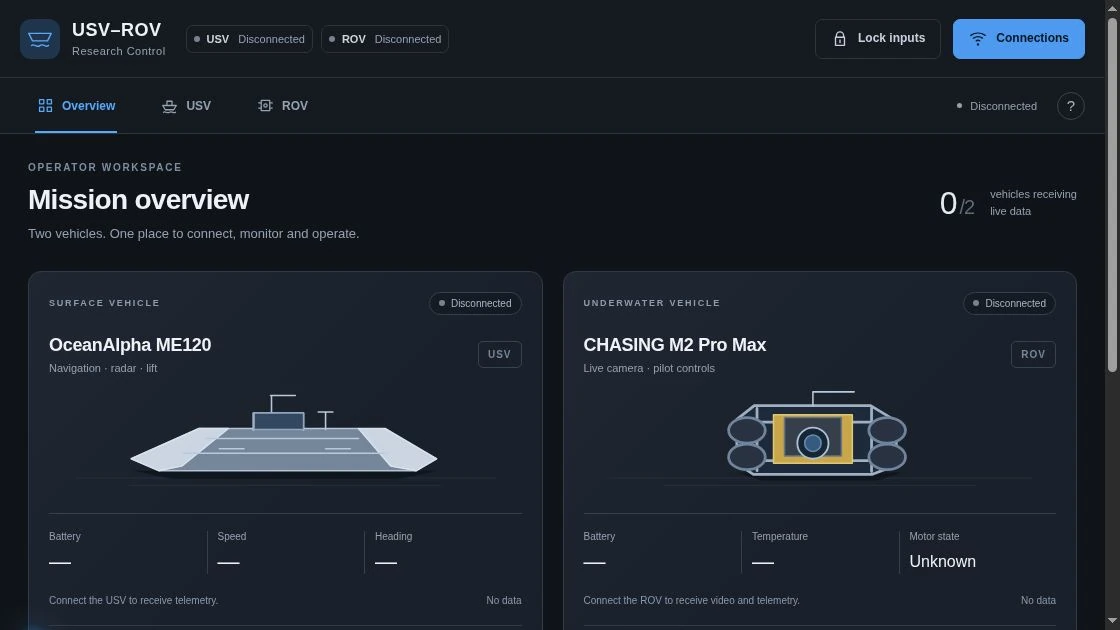 USV–ROV
Research Control
USV Disconnected
ROV Disconnected
Lock inputs
Connections
Overview
USV
ROV
Disconnected
?
OPERATOR WORKSPACE
Mission overview
Two vehicles. One place to connect, monitor and operate.
0/2
vehicles receiving
live data
SURFACE VEHICLE
Disconnected
OceanAlpha ME120
Navigation · radar · lift
USV
Battery
—
Speed
—
Heading
—
Connect the USV to receive telemetry.
No data
UNDERWATER VEHICLE
Disconnected
CHASING M2 Pro Max
Live camera · pilot controls
ROV
Battery
—
Temperature
—
Motor state
Unknown
Connect the ROV to receive video and telemetry.
No data